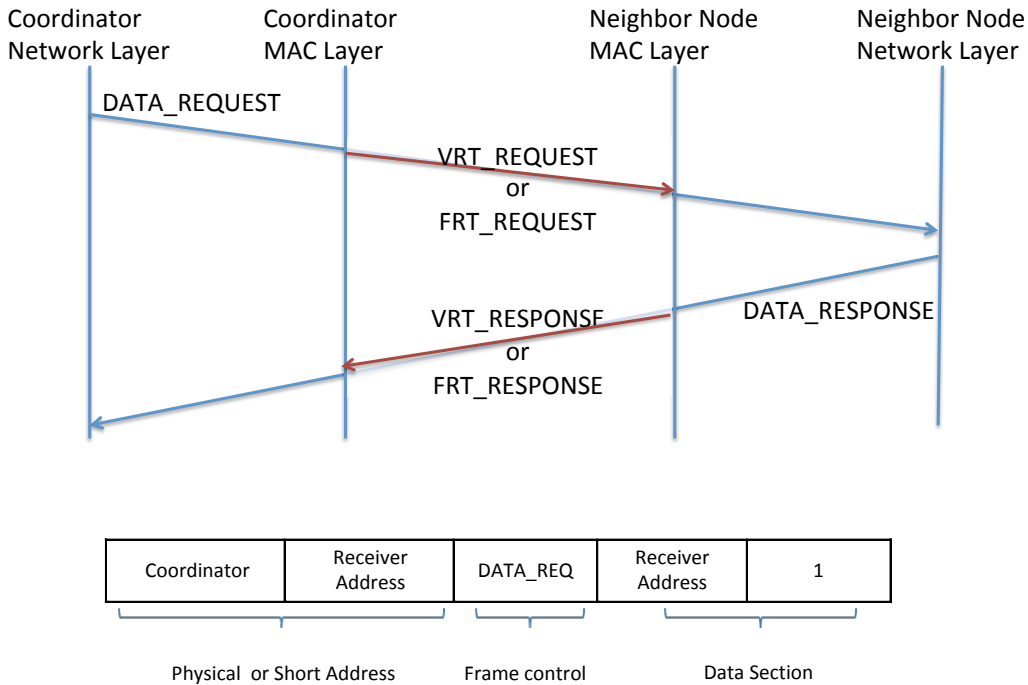 Coordinator
Network Layer
Coordinator
MAC Layer
Neighbor Node
MAC Layer
Neighbor Node
Network Layer
DATA_REQUEST
VRT_REQUEST
or
FRT_REQUEST
VRT_RESPONSE
or
FRT_RESPONSE
DATA_RESPONSE
Coordinator
Receiver
Address
DATA_REQ
Receiver
Address
1
Physical or Short Address
Frame control
Data Section